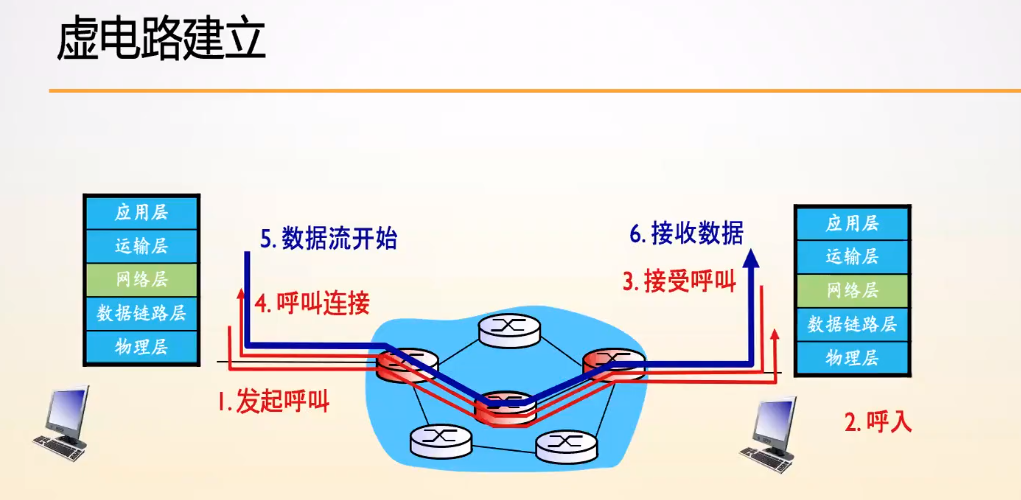 虚电路建立
应用层
运输层
网络层
数据链路层
物理层
5. 数据流开始
4. 呼叫连接
1. 发起呼叫
6. 接收数据
3. 接受呼叫
2. 呼入
应用层
运输层
网络层
数据链路层
物理层